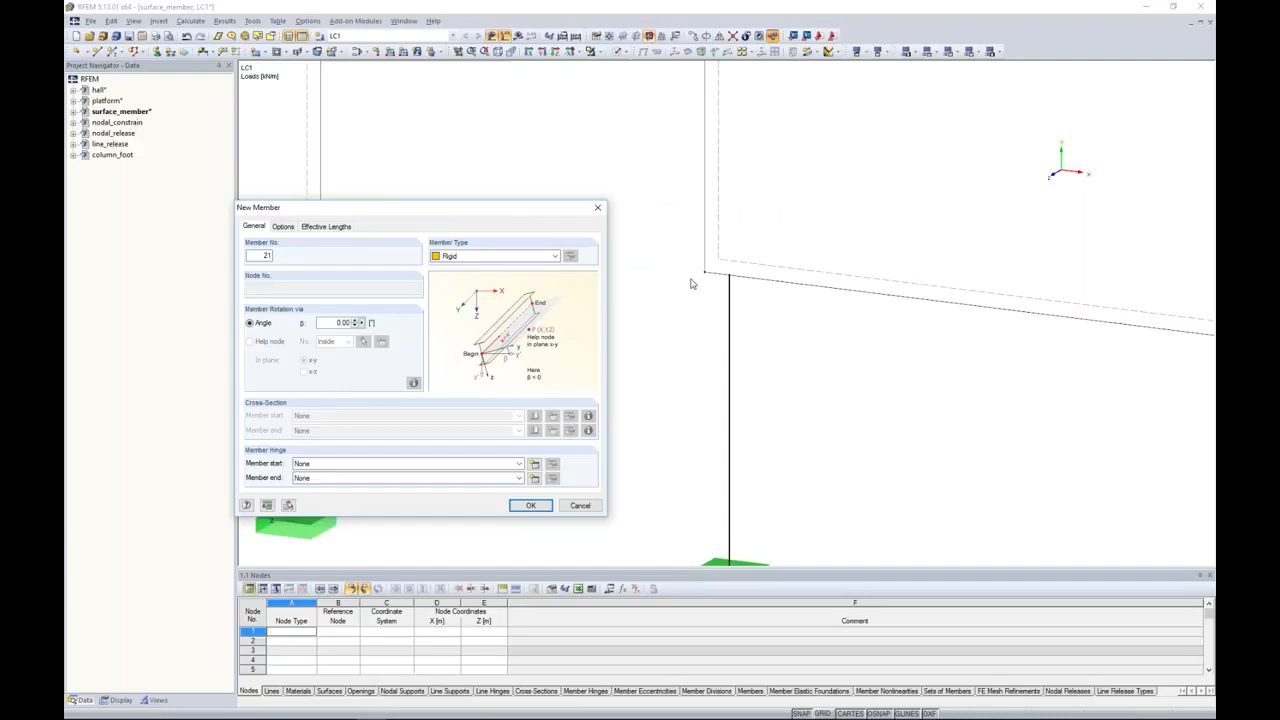 RFEM 5.13.01 x64 - [surface_member, LC1*]
File Edit View Insert Calculate Results Tools Table Options Add-on Modules Window Help
LC1
Project Navigator - Data
RFEM
hall*
platform*
surface_member*
nodal_constrain
nodal_release
line_release
column_foot
LC1
Loads [kN/m]
New Member
General Options Effective Lengths
Member No.
21
Member Type
Rigid
Node No.
Member Rotation via
Angle β: 0.00 [°]
Help node No.: Inside
In plane: x-y
x-z
X
Y
Z
End
P (X,Y,Z)
Help node
in plane x-y
Begin
Here
β < 0
Cross-Section
Member start: None
Member end: None
Member Hinge
Member start: None
Member end: None
OK Cancel
x
z
1.1 Nodes
A B C D E F
Node No. Node Type
Reference Node
Coordinate System
Node Coordinates
X [m] Z [m]
Comment
1
2
3
4
5
Data Display Views
Nodes Lines Materials Surfaces Openings Nodal Supports Line Supports Line Hinges Cross-Sections Member Hinges Member Eccentricities Member Divisions Members Member Elastic Foundations Member Nonlinearities Sets of Members FE Mesh Refinements Nodal Releases Line Release Types
SNAP GRID CARTES OSNAP GLINES DXF